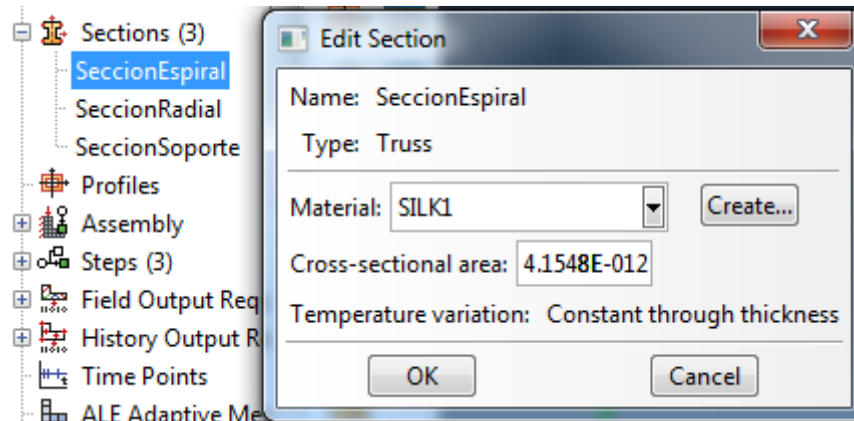 Sections (3)
SeccionEspiral
SeccionRadial
SeccionSoporte
Profiles
Assembly
Steps (3)
Field Output Req
History Output R
Time Points
ALE Adaptive Me
Edit Section
Name: SeccionEspiral
Type: Truss
Material: SILK1
Create...
Cross-sectional area: 4.1548E-012
Temperature variation: Constant through thickness
OK
Cancel